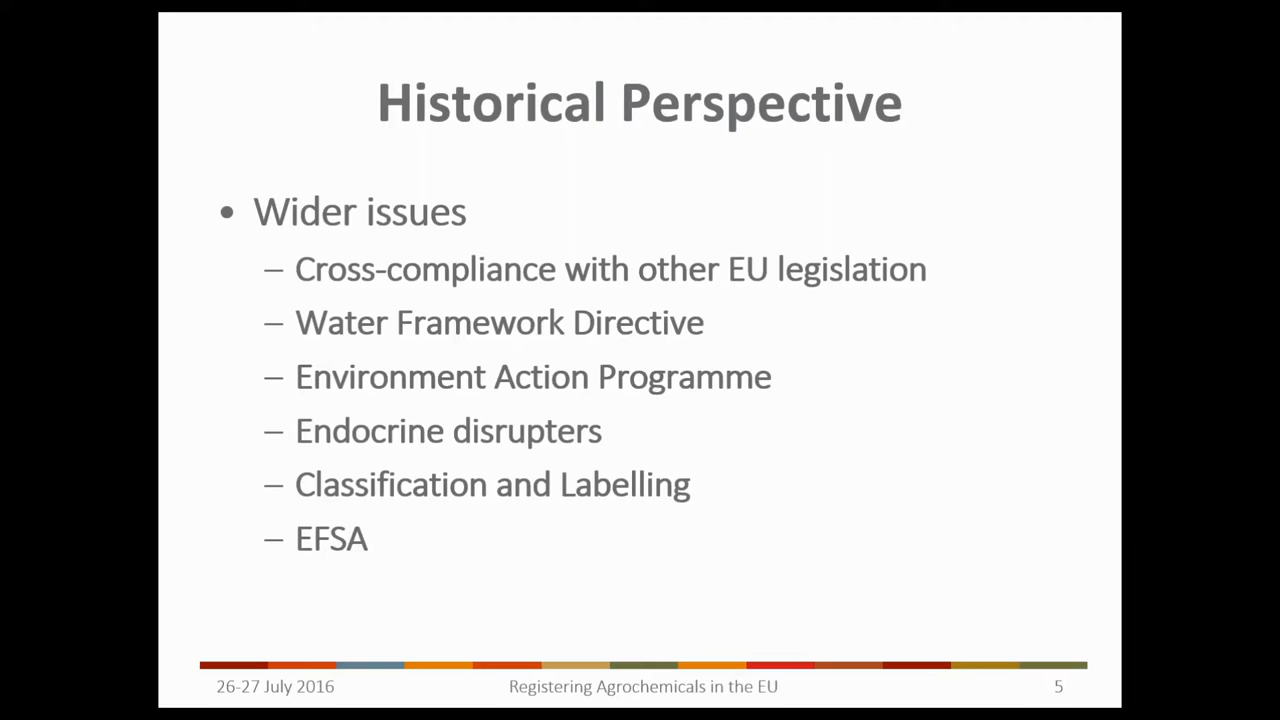 Historical Perspective
• Wider issues
– Cross-compliance with other EU legislation
– Water Framework Directive
– Environment Action Programme
– Endocrine disrupters
– Classification and Labelling
– EFSA
26-27 July 2016 Registering Agrochemicals in the EU 5